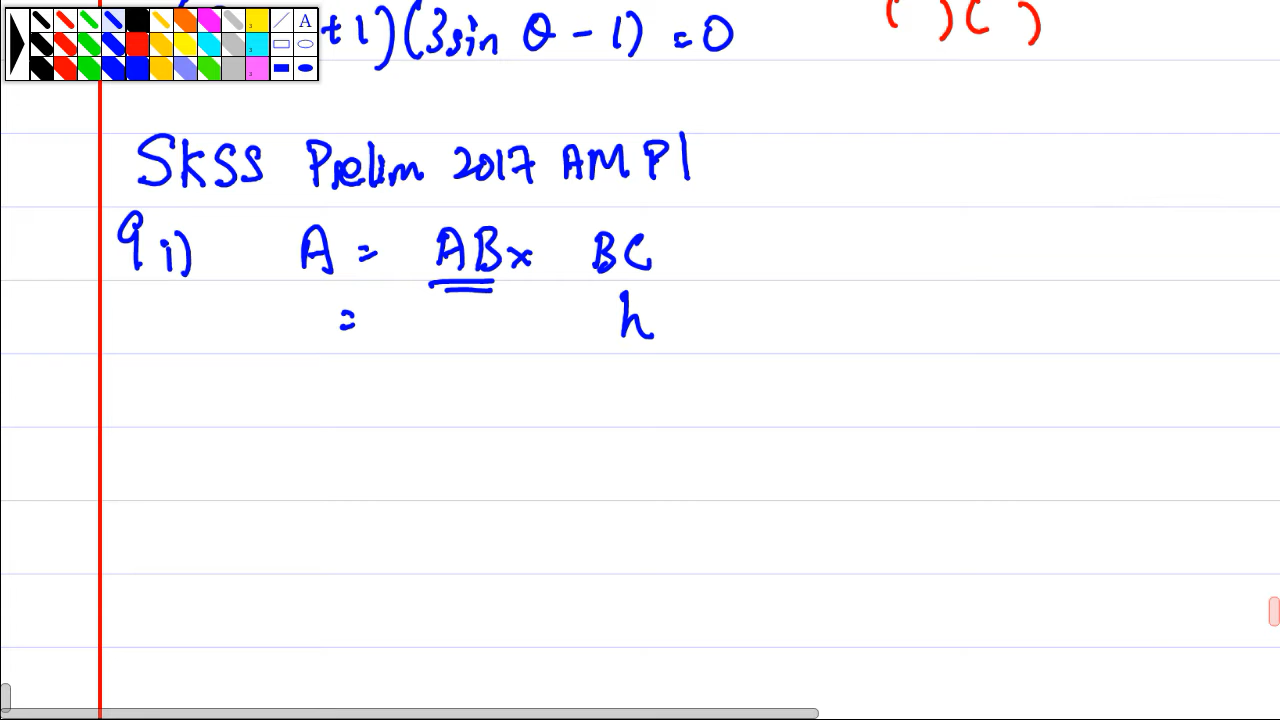 +1)(3sin θ - 1) = 0 ( )( )
SKSS Prelim 2017 AM P1
9 i) A = AB x BC
= h